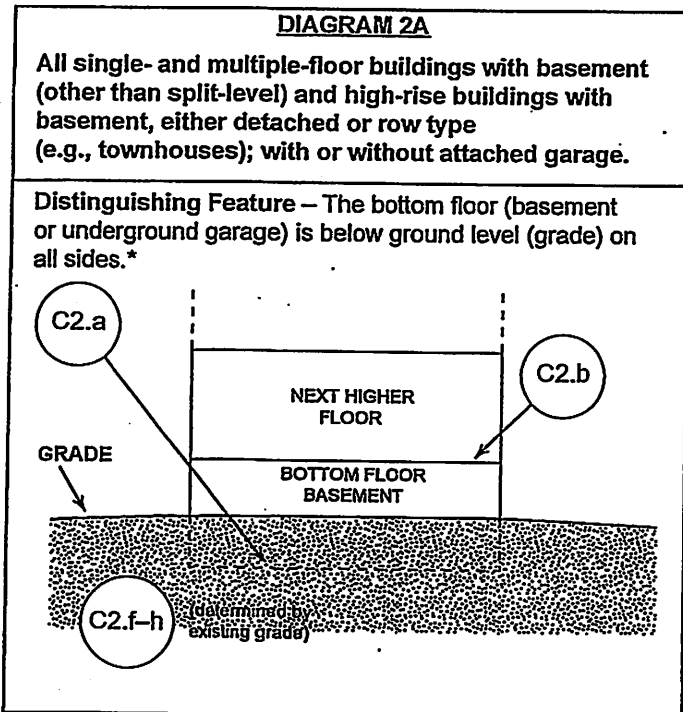 DIAGRAM 2A
All single- and multiple-floor buildings with basement
(other than split-level) and high-rise buildings with
basement, either detached or row type
(e.g., townhouses); with or without attached garage.
Distinguishing Feature – The bottom floor (basement
or underground garage) is below ground level (grade) on
all sides.*
C2.a
C2.b
NEXT HIGHER
FLOOR
GRADE
BOTTOM FLOOR
BASEMENT
C2.f–h
(determined by
existing grade)